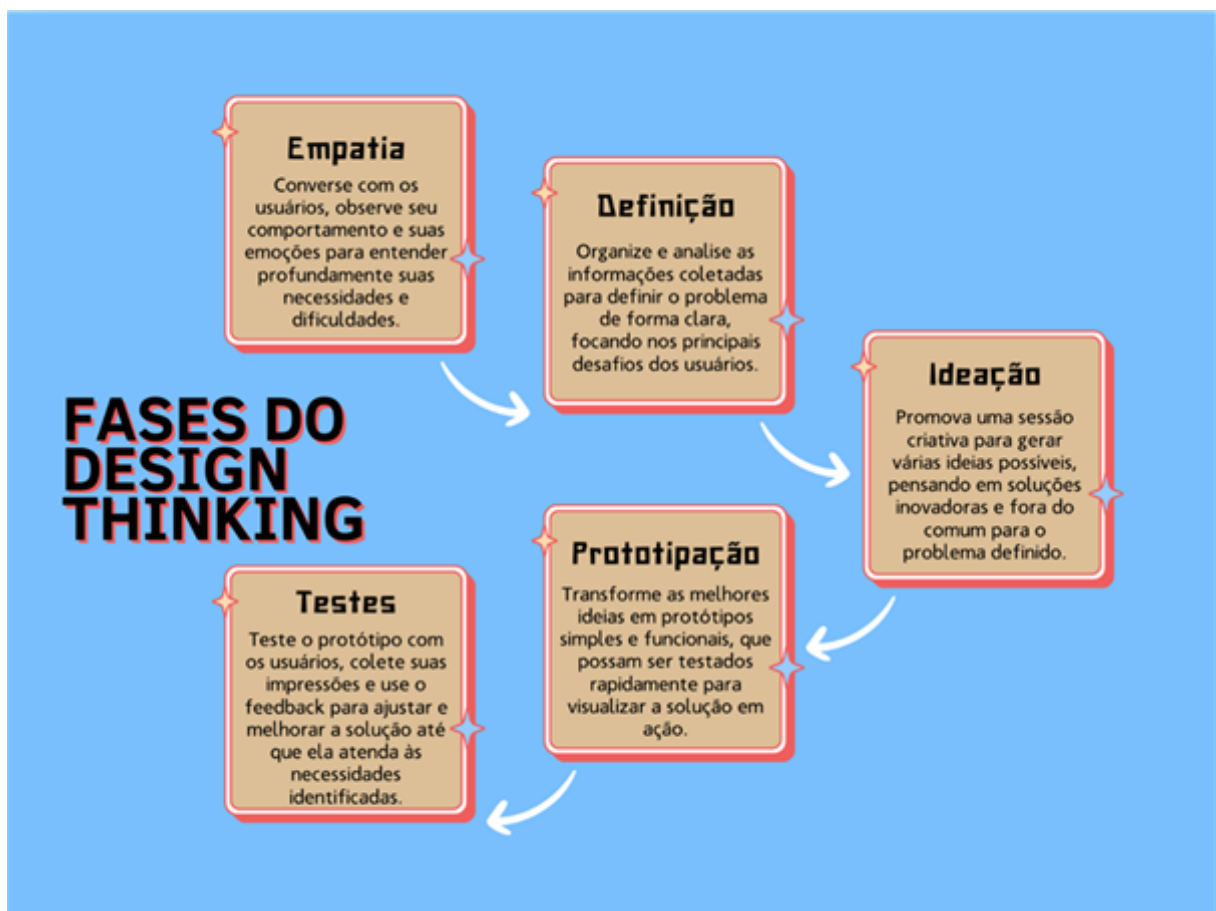 FASES DO
DESIGN
THINKING
Empatia
Converse com os
usuários, observe seu
comportamento e suas
emoções para entender
profundamente suas
necessidades e
dificuldades.
Definição
Organize e analise as
informações coletadas
para definir o problema
de forma clara,
focando nos principais
desafios dos usuários.
Ideação
Promova uma sessão
criativa para gerar
várias ideias possíveis,
pensando em soluções
inovadoras e fora do
comum para o
problema definido.
Prototipação
Transforme as melhores
ideias em protótipos
simples e funcionais, que
possam ser testados
rapidamente para
visualizar a solução em
ação.
Testes
Teste o protótipo com
os usuários, colete suas
impressões e use o
feedback para ajustar e
melhorar a solução até
que ela atenda às
necessidades
identificadas.